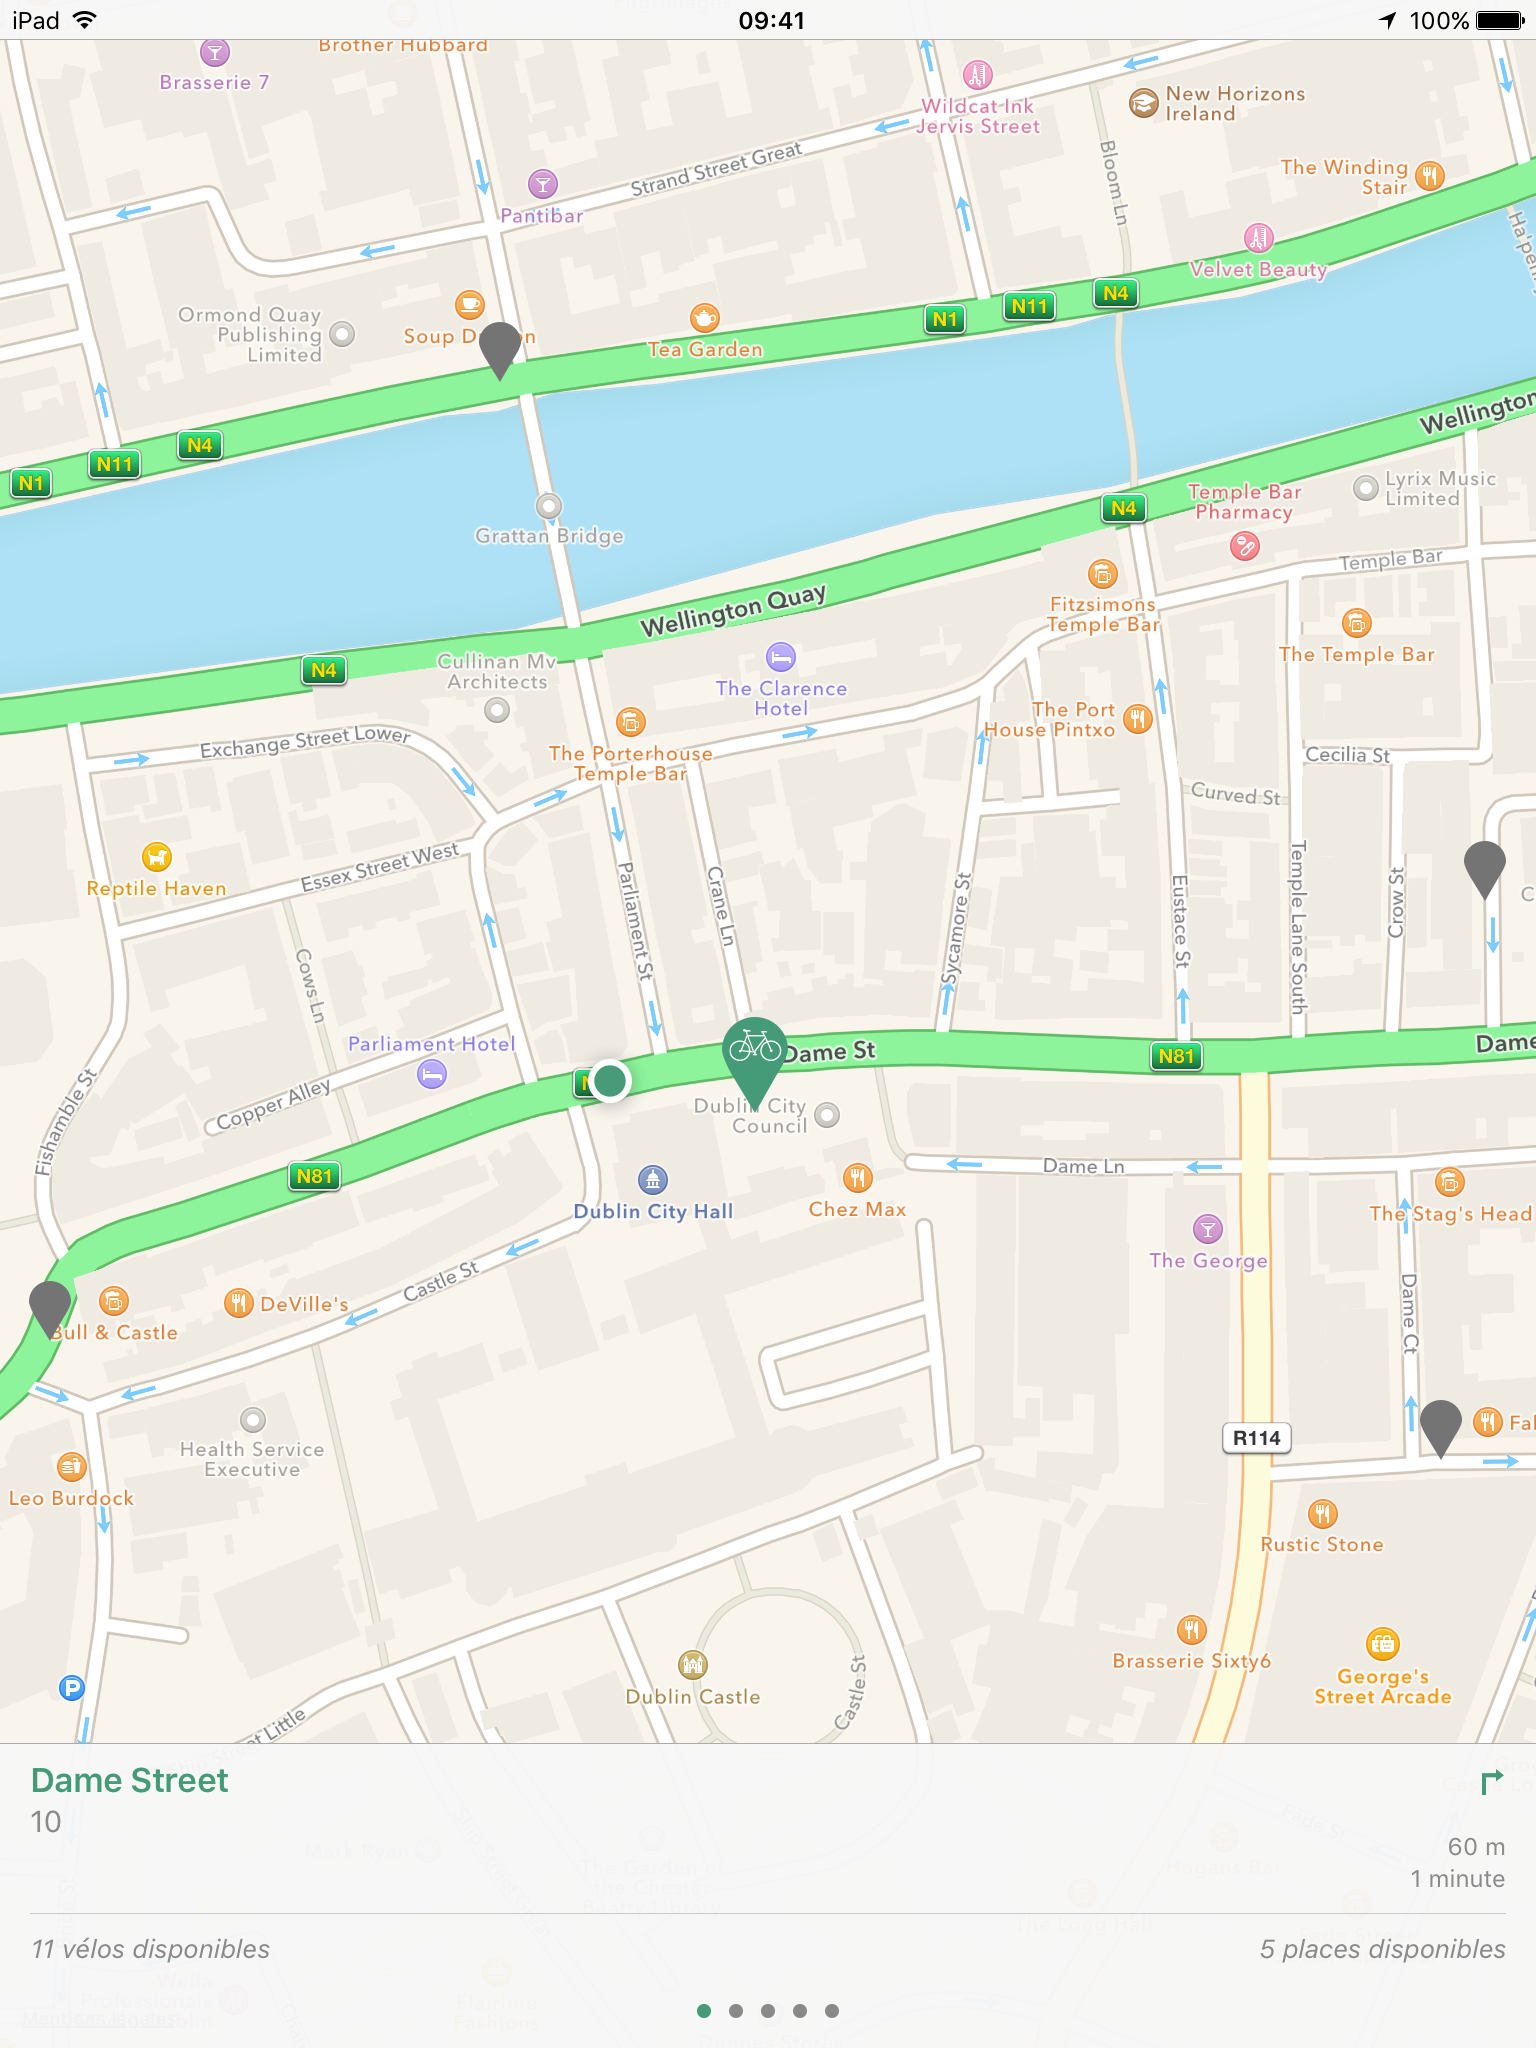 iPad
09:41
100%
Brother Hubbard
Brasserie 7
Wildcat Ink
Jervis Street
New Horizons
Ireland
Strand Street Great
Bloom Ln
The Winding
Stair
Pantibar
Velvet Beauty
Ormond Quay
Publishing
Limited
Soup
Tea Garden
N1
N11
N4
N4
N11
N1
Wellington
Lyrix Music
Limited
Temple Bar
Pharmacy
N4
Grattan Bridge
Temple Bar
Fitzsimons
Temple Bar
Wellington Quay
The Temple Bar
N4
Cullinan Mv
Architects
The Clarence
Hotel
The Port
House Pintxo
Exchange Street Lower
The Porterhouse
Temple Bar
Cecilia St
Curved St
Reptile Haven
Essex Street West
Parliament St
Crane Ln
Sycamore St
Eustace St
Temple Lane South
Crow St
Cows Ln
Parliament Hotel
Dame St
N81
Dame
Copper Alley
Fishamble St
Dublin City
Council
N81
Dame Ln
Dublin City Hall
Chez Max
The Stag's Head
The George
Castle St
DeVille's
Bull & Castle
Dame Ct
Health Service
Executive
R114
Leo Burdock
Rustic Stone
Brasserie Sixty6
George's
Street Arcade
P
Dublin Castle
Castle St
Street Little
Dame Street
10
60 m
1 minute
11 vélos disponibles
5 places disponibles
Mentions légales